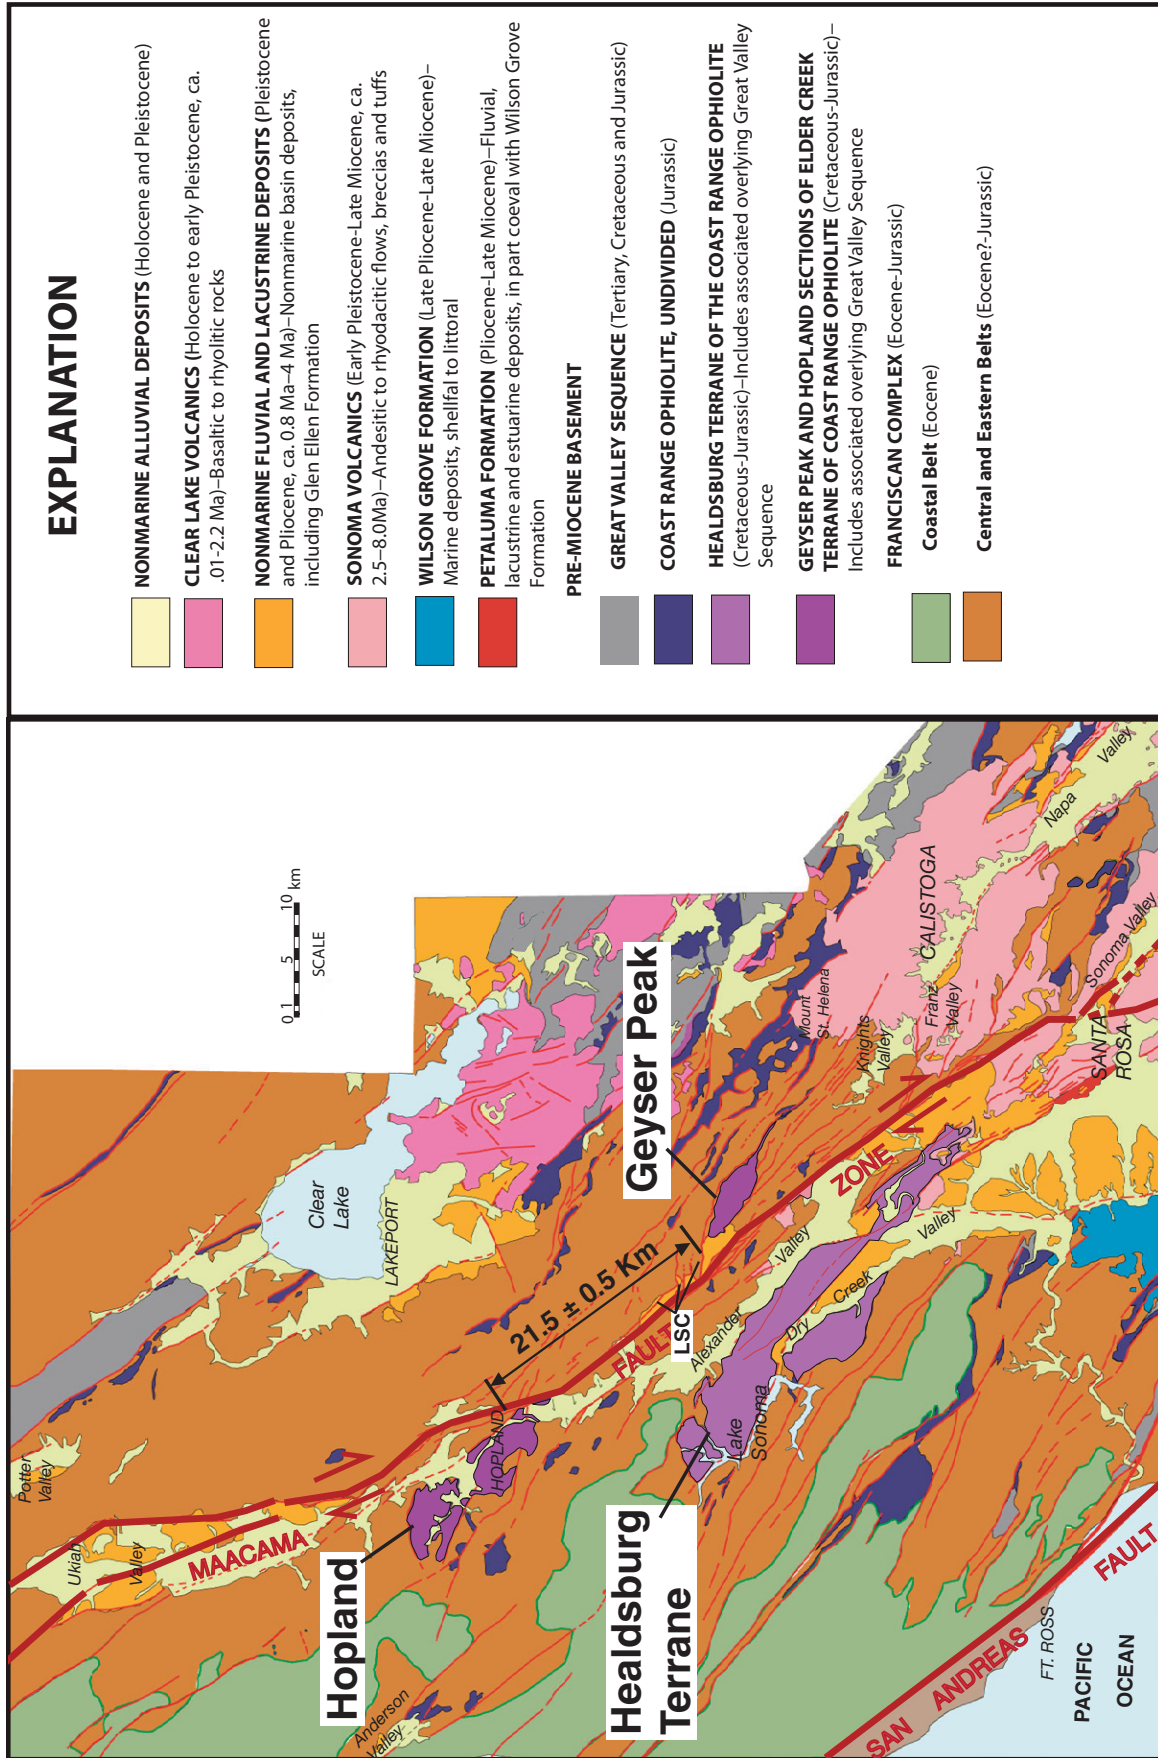 EXPLANATION
NONMARINE ALLUVIAL DEPOSITS (Holocene and Pleistocene)
CLEAR LAKE VOLCANICS (Holocene to early Pleistocene, ca.
.01-2.2 Ma)–Basaltic to rhyolitic rocks
NONMARINE FLUVIAL AND LACUSTRINE DEPOSITS (Pleistocene
and Pliocene, ca. 0.8 Ma–4 Ma)–Nonmarine basin deposits,
including Glen Ellen Formation
SONOMA VOLCANICS (Early Pleistocene-Late Miocene, ca.
2.5–8.0Ma)–Andesitic to rhyodacitic flows, breccias and tuffs
WILSON GROVE FORMATION (Late Pliocene-Late Miocene)–
Marine deposits, shellfal to littoral
PETALUMA FORMATION (Pliocene-Late Miocene)–Fluvial,
lacustrine and estuarine deposits, in part coeval with Wilson Grove
Formation
PRE-MIOCENE BASEMENT
GREAT VALLEY SEQUENCE (Tertiary, Cretaceous and Jurassic)
COAST RANGE OPHIOLITE, UNDIVIDED (Jurassic)
HEALDSBURG TERRANE OF THE COAST RANGE OPHIOLITE
(Cretaceous-Jurassic)–Includes associated overlying Great Valley
Sequence
GEYSER PEAK AND HOPLAND SECTIONS OF ELDER CREEK
TERRANE OF COAST RANGE OPHIOLITE (Cretaceous-Jurassic)–
Includes associated overlying Great Valley Sequence
FRANCISCAN COMPLEX (Eocene-Jurassic)
Coastal Belt (Eocene)
Central and Eastern Belts (Eocene?-Jurassic)
0 1 5 10 km
SCALE
Potter
Valley
Ukiah
Valley
MAACAMA
Clear
Lake
LAKEPORT
Hopland
HOPLAND
21.5 ± 0.5 Km
Geyser Peak
FAULT
LSC
ZONE
Alexander
Valley
Dry
Creek
Valley
Lake
Sonoma
Healdsburg
Terrane
Anderson
Valley
Mount
St. Helena
Knights
Valley
Franz
Valley
CALISTOGA
Napa
Valley
Sonoma Valley
SANTA
ROSA
SAN
ANDREAS
FAULT
FT. ROSS
PACIFIC
OCEAN